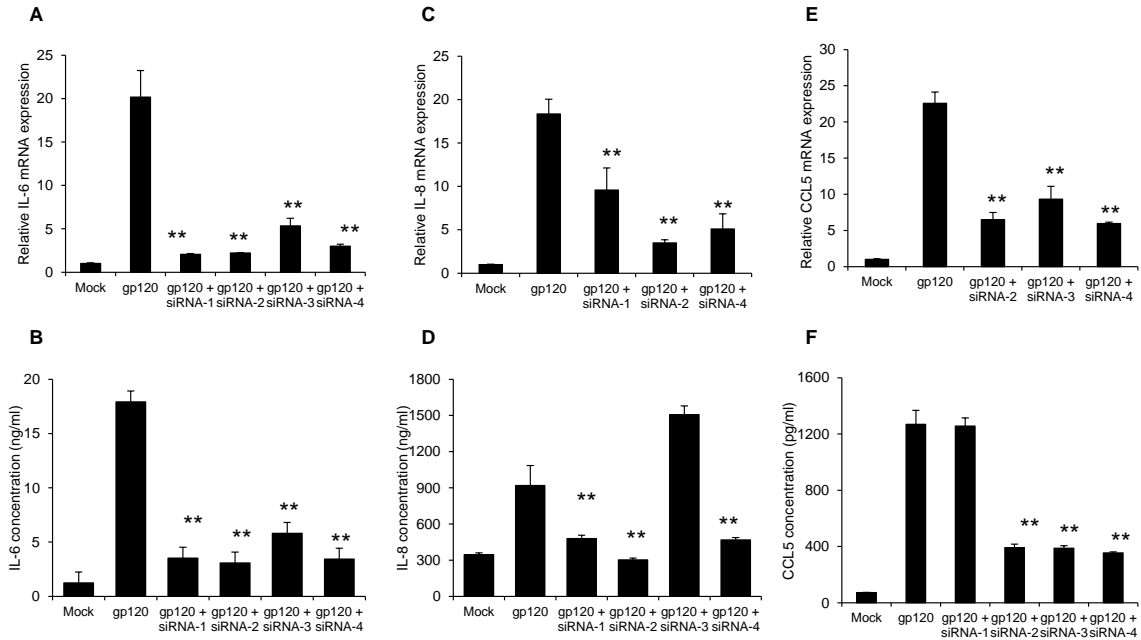 A
Relative IL-6 mRNA expression
25
20
15
10
5
0
**
**
**
**
Mock
gp120
gp120 + siRNA-1
gp120 + siRNA-2
gp120 + siRNA-3
gp120 + siRNA-4
C
Relative IL-8 mRNA expression
25
20
15
10
5
0
**
**
**
Mock
gp120
gp120 + siRNA-1
gp120 + siRNA-2
gp120 + siRNA-4
E
Relative CCL5 mRNA expression
30
25
20
15
10
5
0
**
**
**
Mock
gp120
gp120 + siRNA-2
gp120 + siRNA-3
gp120 + siRNA-4
B
IL-6 concentration (ng/ml)
20
15
10
5
0
**
**
**
**
Mock
gp120
gp120 + siRNA-1
gp120 + siRNA-2
gp120 + siRNA-3
gp120 + siRNA-4
D
IL-8 concentration (ng/ml)
1800
1500
1200
900
600
300
0
**
**
**
Mock
gp120
gp120 + siRNA-1
gp120 + siRNA-2
gp120 + siRNA-3
gp120 + siRNA-4
F
CCL5 concentration (pg/ml)
1600
1200
800
400
0
**
**
**
Mock
gp120
gp120 + siRNA-1
gp120 + siRNA-2
gp120 + siRNA-3
gp120 + siRNA-4